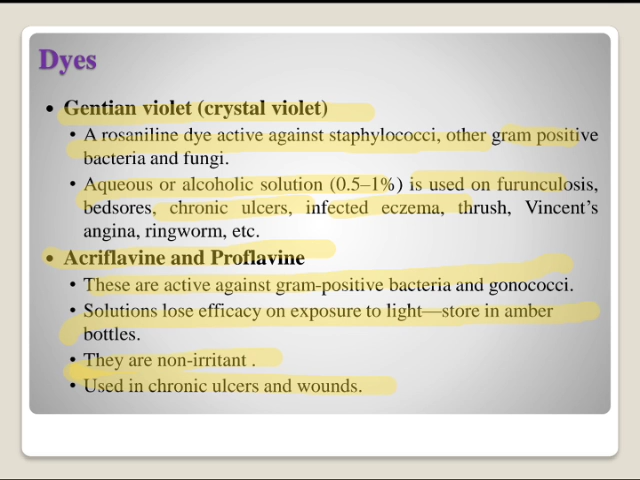 Dyes
• Gentian violet (crystal violet)
• A rosaniline dye active against staphylococci, other gram positive
bacteria and fungi.
• Aqueous or alcoholic solution (0.5–1%) is used on furunculosis,
bedsores, chronic ulcers, infected eczema, thrush, Vincent’s
angina, ringworm, etc.
• Acriflavine and Proflavine
• These are active against gram-positive bacteria and gonococci.
• Solutions lose efficacy on exposure to light—store in amber
bottles.
• They are non-irritant .
• Used in chronic ulcers and wounds.